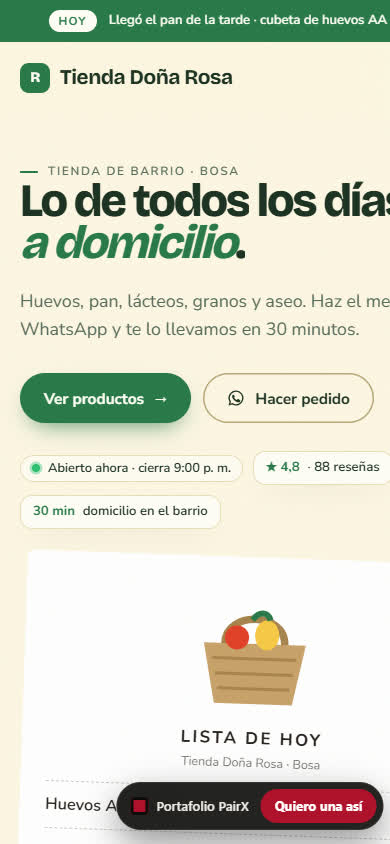 HOY Llegó el pan de la tarde · cubeta de huevos AA
R Tienda Doña Rosa
TIENDA DE BARRIO · BOSA
Lo de todos los días
a domicilio.
Huevos, pan, lácteos, granos y aseo. Haz el me
WhatsApp y te lo llevamos en 30 minutos.
Ver productos → Hacer pedido
Abierto ahora · cierra 9:00 p. m. ★ 4,8 · 88 reseñas
30 min domicilio en el barrio
LISTA DE HOY
Tienda Doña Rosa · Bosa
Huevos A
Portafolio PairX Quiero una así